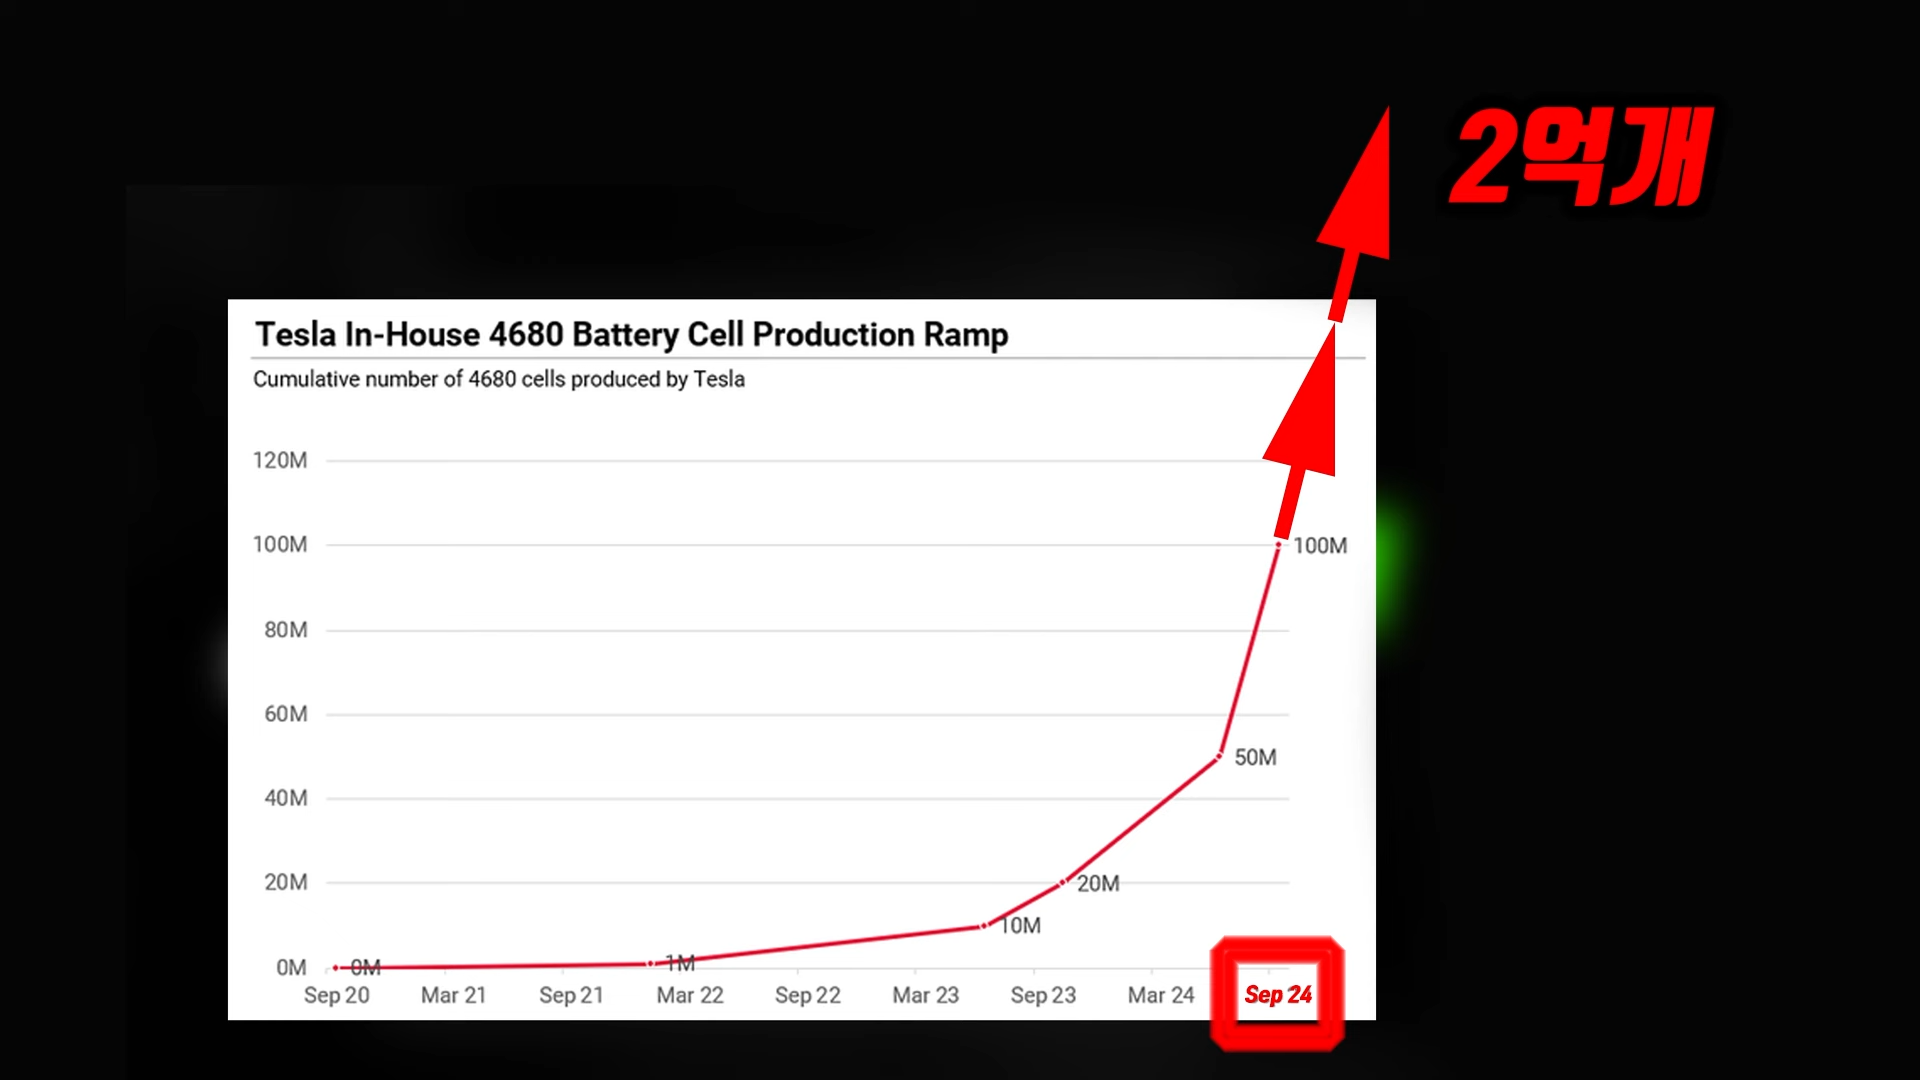 2억개
Tesla In-House 4680 Battery Cell Production Ramp
Cumulative number of 4680 cells produced by Tesla
120M
100M
100M
80M
60M
50M
40M
20M
20M
10M
0M
0M
1M
Sep 20
Mar 21
Sep 21
Mar 22
Sep 22
Mar 23
Sep 23
Mar 24
Sep 24